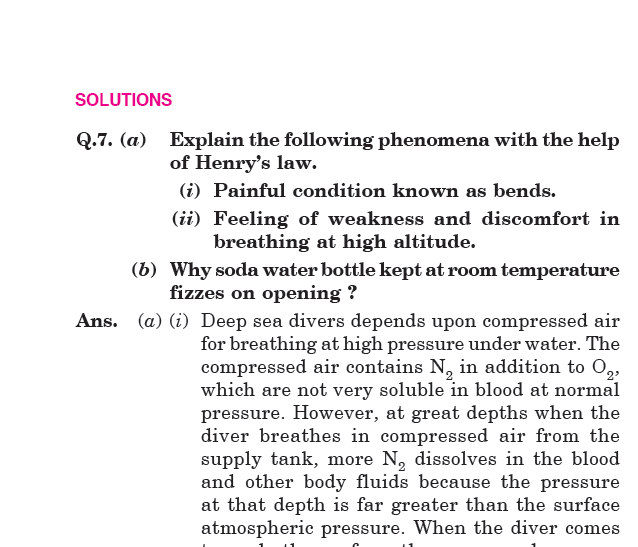 SOLUTIONS
Q.7. (a) Explain the following phenomena with the help
of Henry's law.
(i) Painful condition known as bends.
(ii) Feeling of weakness and discomfort in
breathing at high altitude.
(b) Why soda water bottle kept at room temperature
fizzes on opening ?
Ans. (a) (i) Deep sea divers depends upon compressed air
for breathing at high pressure under water. The
compressed air contains N₂ in addition to O₂,
which are not very soluble in blood at normal
pressure. However, at great depths when the
diver breathes in compressed air from the
supply tank, more N₂ dissolves in the blood
and other body fluids because the pressure
at that depth is far greater than the surface
atmospheric pressure. When the diver comes